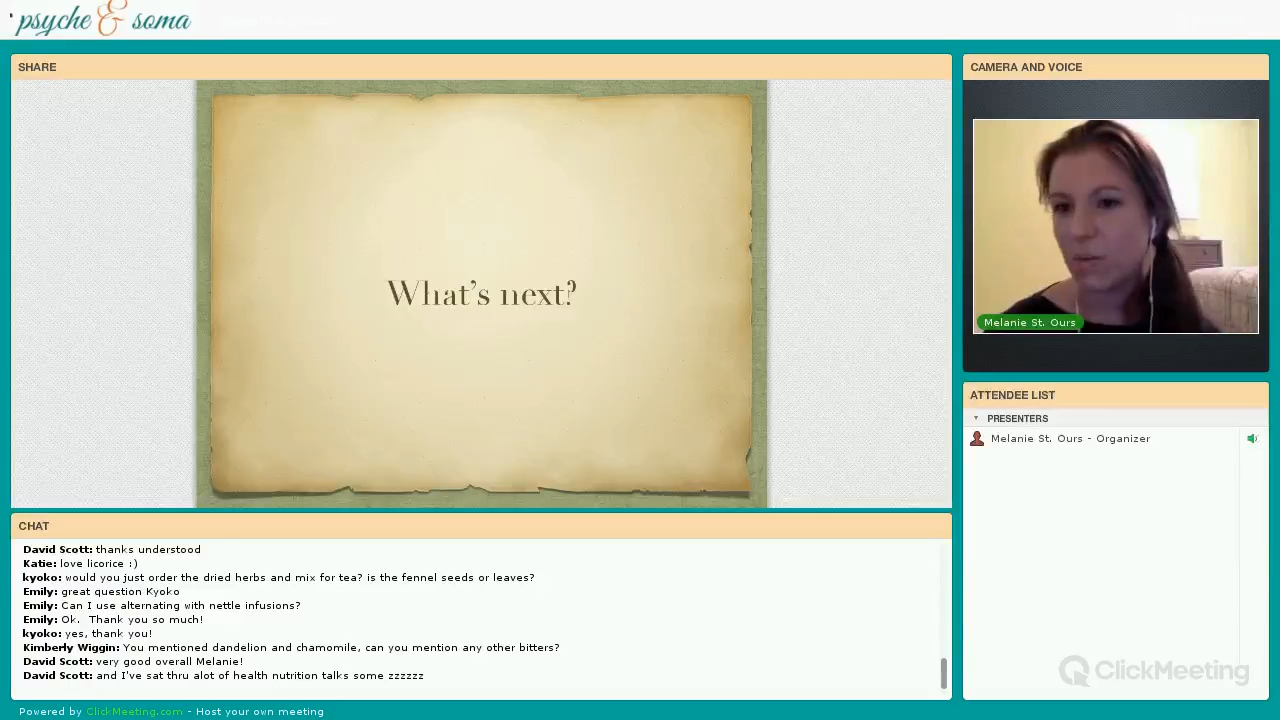 psyche & soma
SHARE
CAMERA AND VOICE
What's next?
Melanie St. Ours
ATTENDEE LIST
PRESENTERS
Melanie St. Ours - Organizer
CHAT
David Scott: thanks understood
Katie: love licorice :)
kyoko: would you just order the dried herbs and mix for tea? is the fennel seeds or leaves?
Emily: great question Kyoko
Emily: Can I use alternating with nettle infusions?
Emily: Ok.  Thank you so much!
kyoko: yes, thank you!
Kimberly Wiggin: You mentioned dandelion and chamomile, can you mention any other bitters?
David Scott: very good overall Melanie!
David Scott: and I've sat thru alot of health nutrition talks some zzzzzz
ClickMeeting
Powered by ClickMeeting.com - Host your own meeting